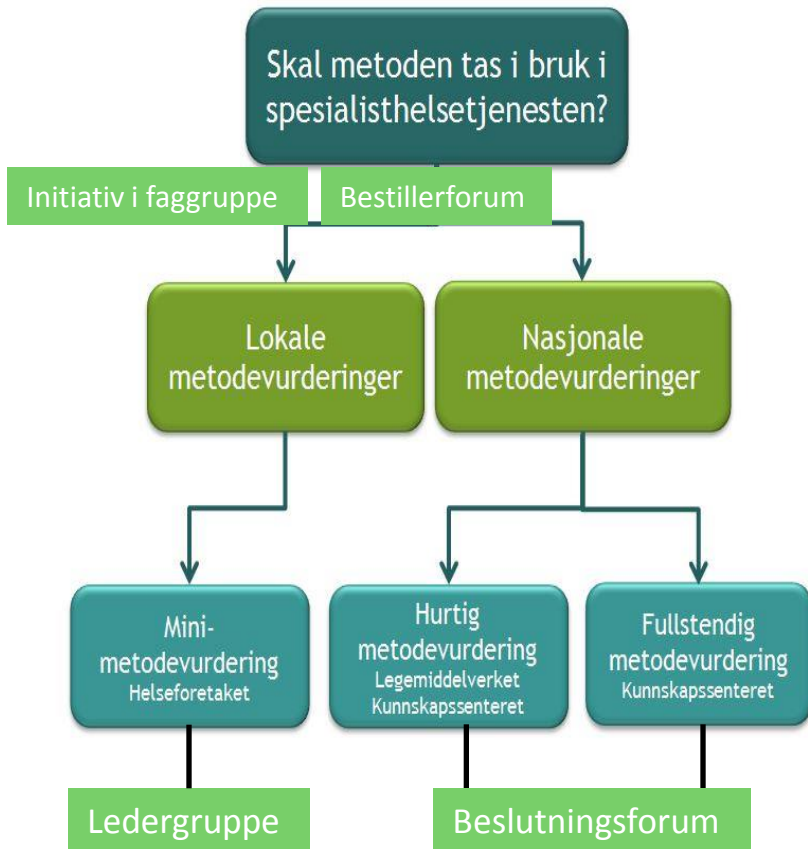 Skal metoden tas i bruk i
spesialisthelsetjenesten?
Initiativ i faggruppe
Bestillerforum
Lokale
metodevurderinger
Nasjonale
metodevurderinger
Mini-
metodevurdering
Helseforetaket
Hurtig
metodevurdering
Legemiddelverket
Kunnskapssenteret
Fullstendig
metodevurdering
Kunnskapssenteret
Ledergruppe
Beslutningsforum